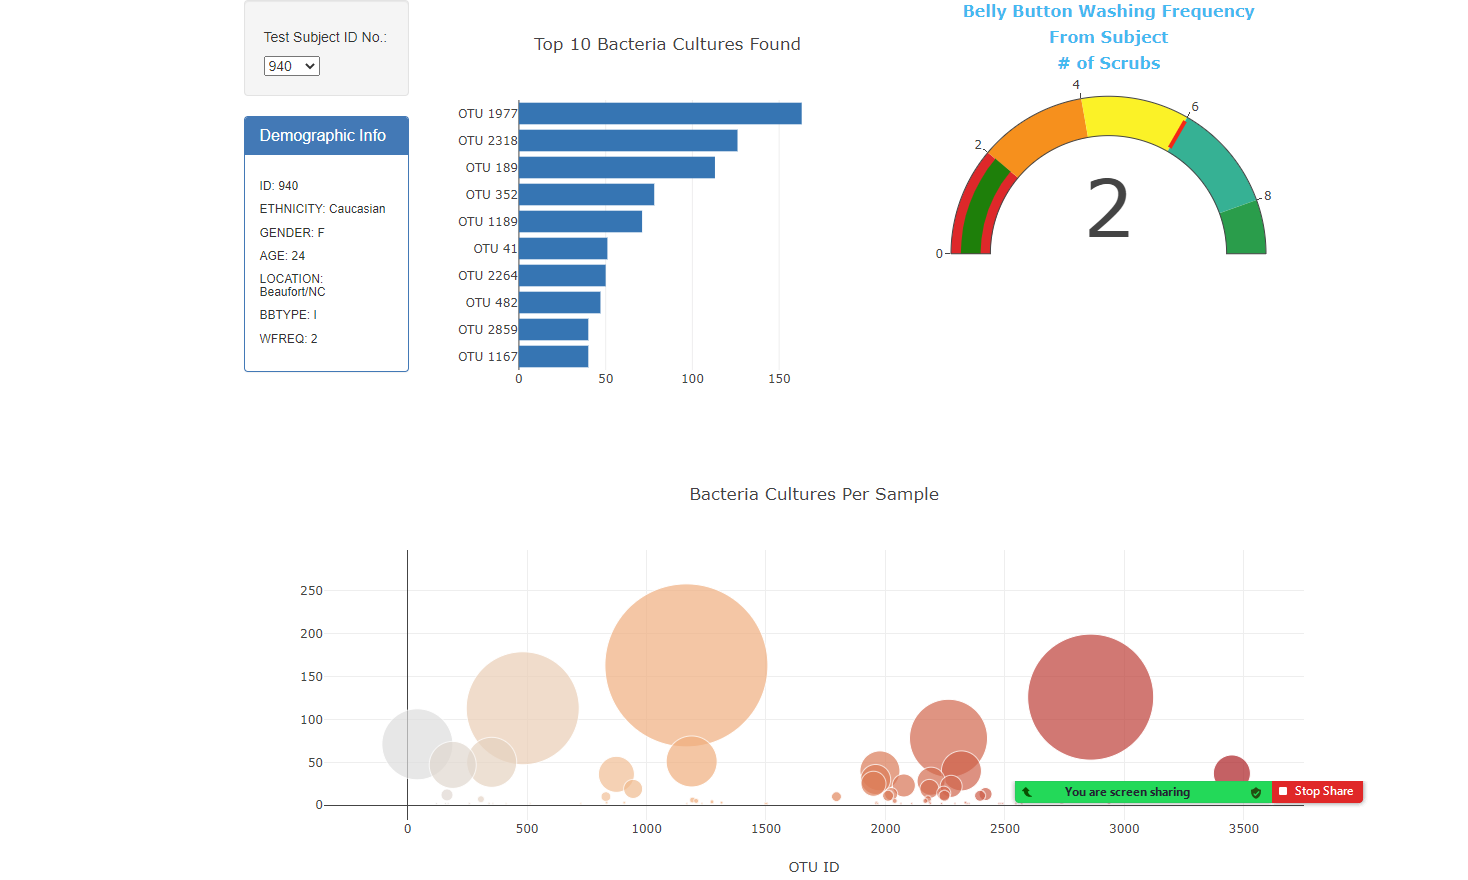 Test Subject ID No.:
940
Demographic Info
ID: 940
ETHNICITY: Caucasian
GENDER: F
AGE: 24
LOCATION:
Beaufort/NC
BBTYPE: I
WFREQ: 2
Top 10 Bacteria Cultures Found
OTU 1977
OTU 2318
OTU 189
OTU 352
OTU 1189
OTU 41
OTU 2264
OTU 482
OTU 2859
OTU 1167
0 50 100 150
Belly Button Washing Frequency
From Subject
# of Scrubs
0
2
4
6
8
2
Bacteria Cultures Per Sample
250
200
150
100
50
0
0 500 1000 1500 2000 2500 3000 3500
OTU ID
You are screen sharing
Stop Share